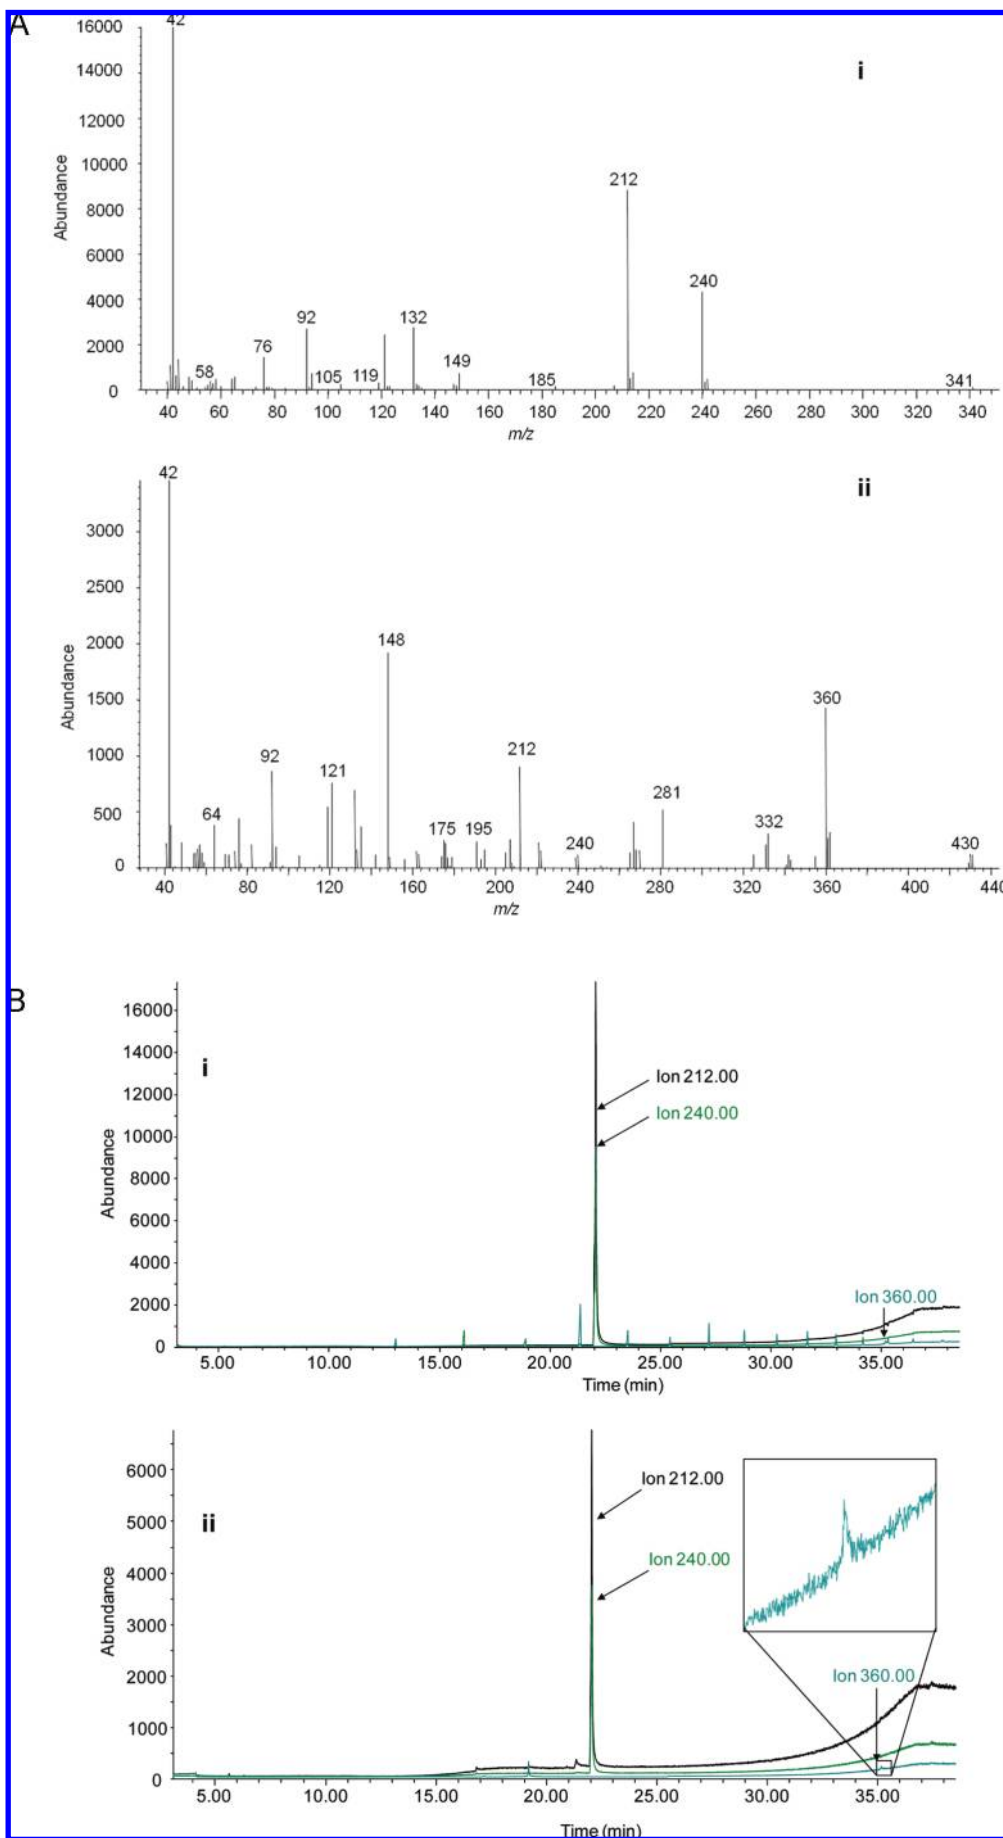 A
42
16000
i
14000
12000
10000
8000
6000
4000
2000
0
Abundance
212
240
92
132
76
149
58
105
119
185
341
40 60 80 100 120 140 160 180 200 220 240 260 280 300 320 340
m/z
42
ii
3000
2500
2000
1500
1000
500
0
Abundance
148
360
92
212
121
64
281
175
195
332
240
430
40 80 120 160 200 240 280 320 360 400 440
m/z
B
16000
i
14000
12000
10000
8000
6000
4000
2000
0
Abundance
Ion 212.00
Ion 240.00
Ion 360.00
5.00 10.00 15.00 20.00 25.00 30.00 35.00
Time (min)
6000
ii
5000
4000
3000
2000
1000
0
Abundance
Ion 212.00
Ion 240.00
Ion 360.00
5.00 10.00 15.00 20.00 25.00 30.00 35.00
Time (min)